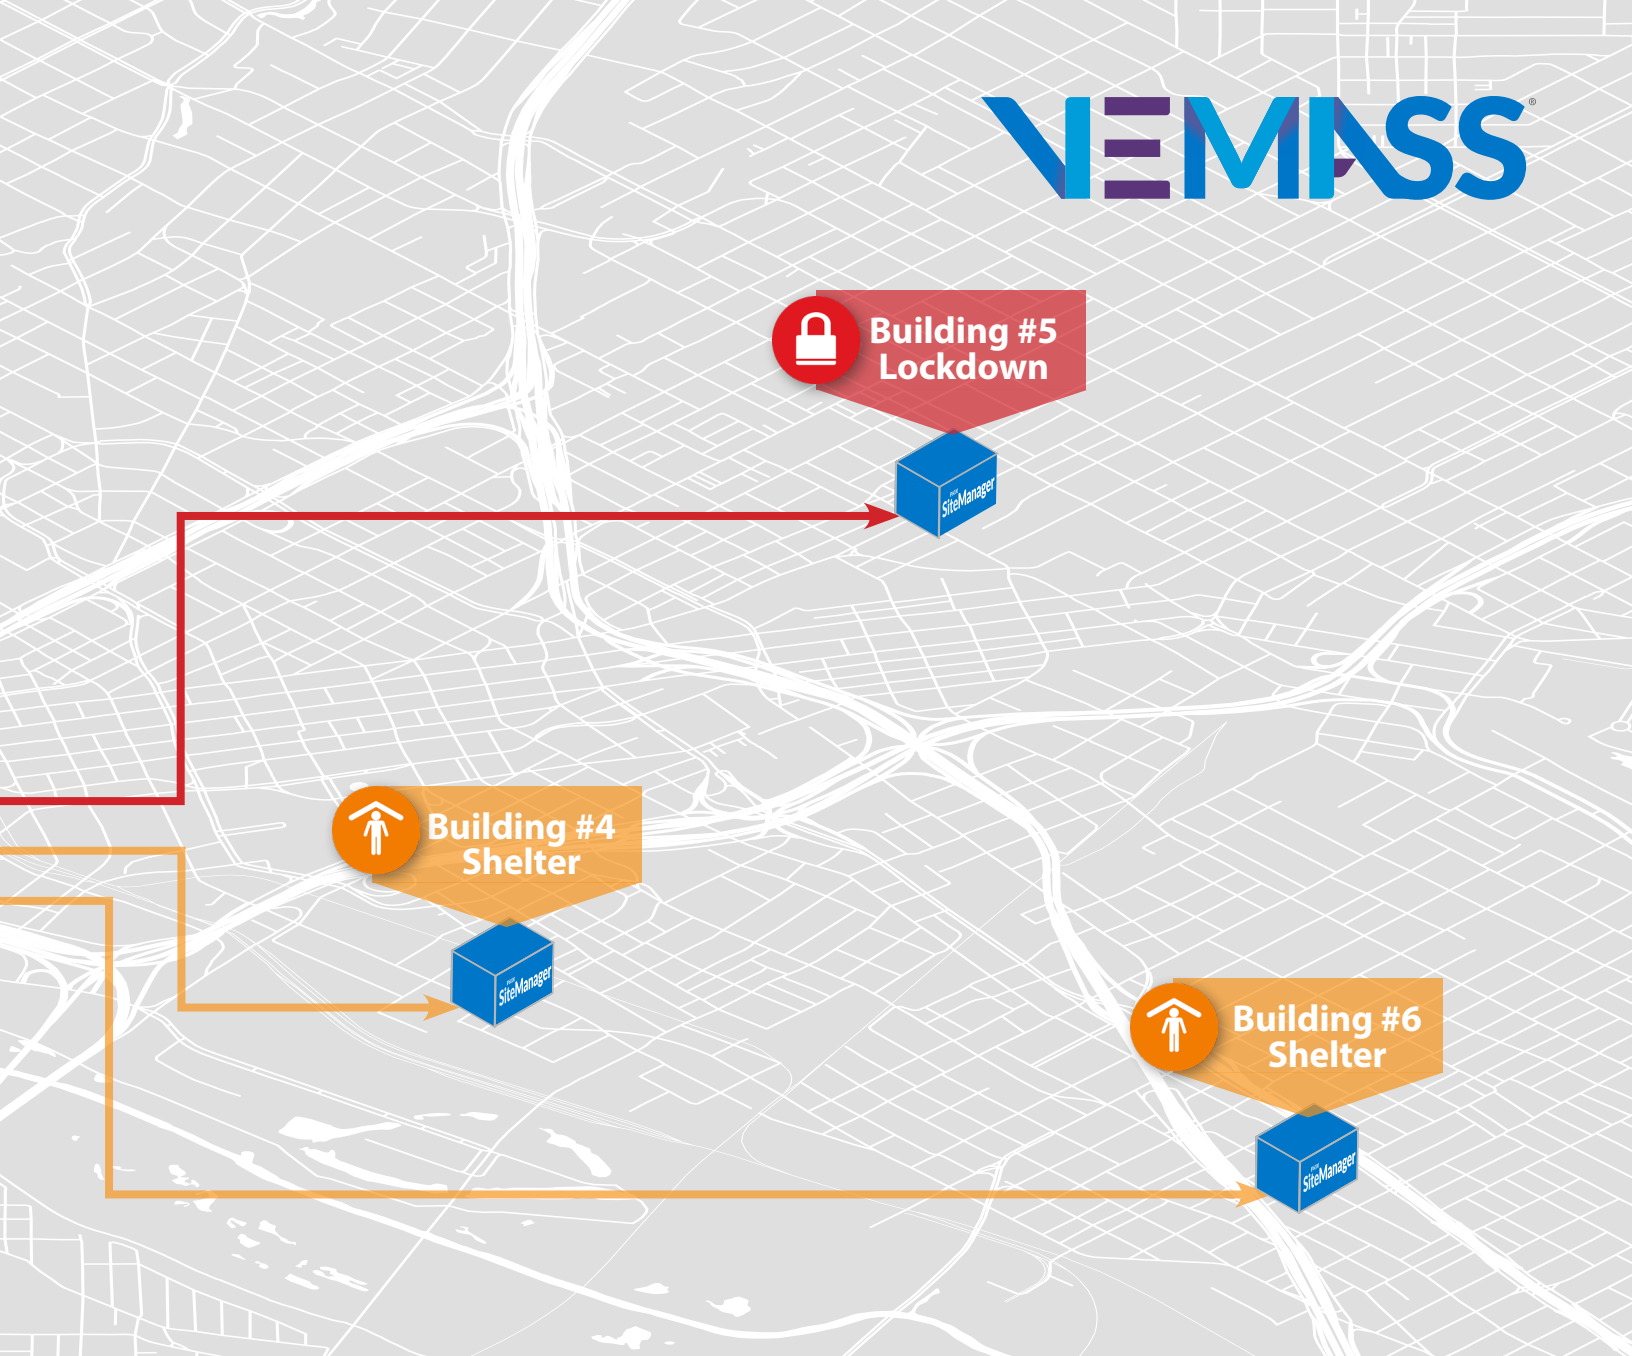 VEMASS®
Building #5
Lockdown
SiteManager
Building #4
Shelter
SiteManager
Building #6
Shelter
SiteManager